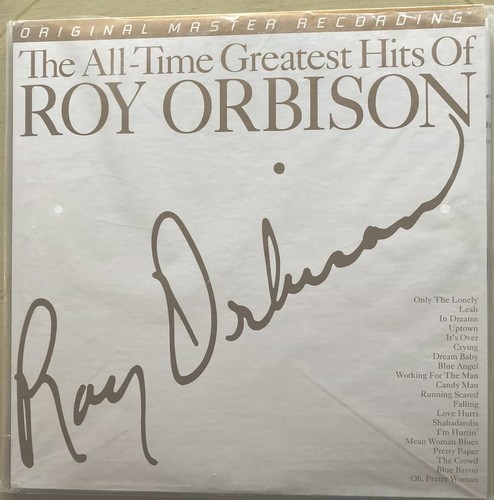 ORIGINAL MASTER RECORDING
The All-Time Greatest Hits Of
ROY ORBISON
Roy Orbison
Only The Lonely
Leah
In Dreams
Uptown
It's Over
Crying
Dream Baby
Blue Angel
Working For The Man
Candy Man
Running Scared
Falling
Love Hurts
Shahadaroba
I'm Hurtin'
Mean Woman Blues
Pretty Paper
The Crowd
Blue Bayou
Oh, Pretty Woman